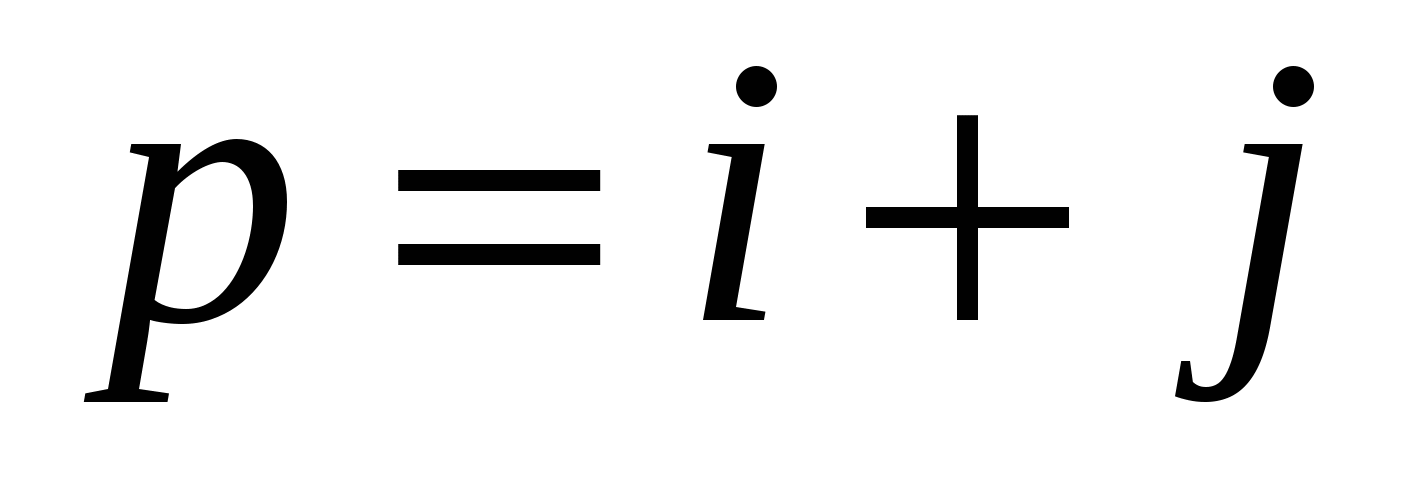 p = i + j